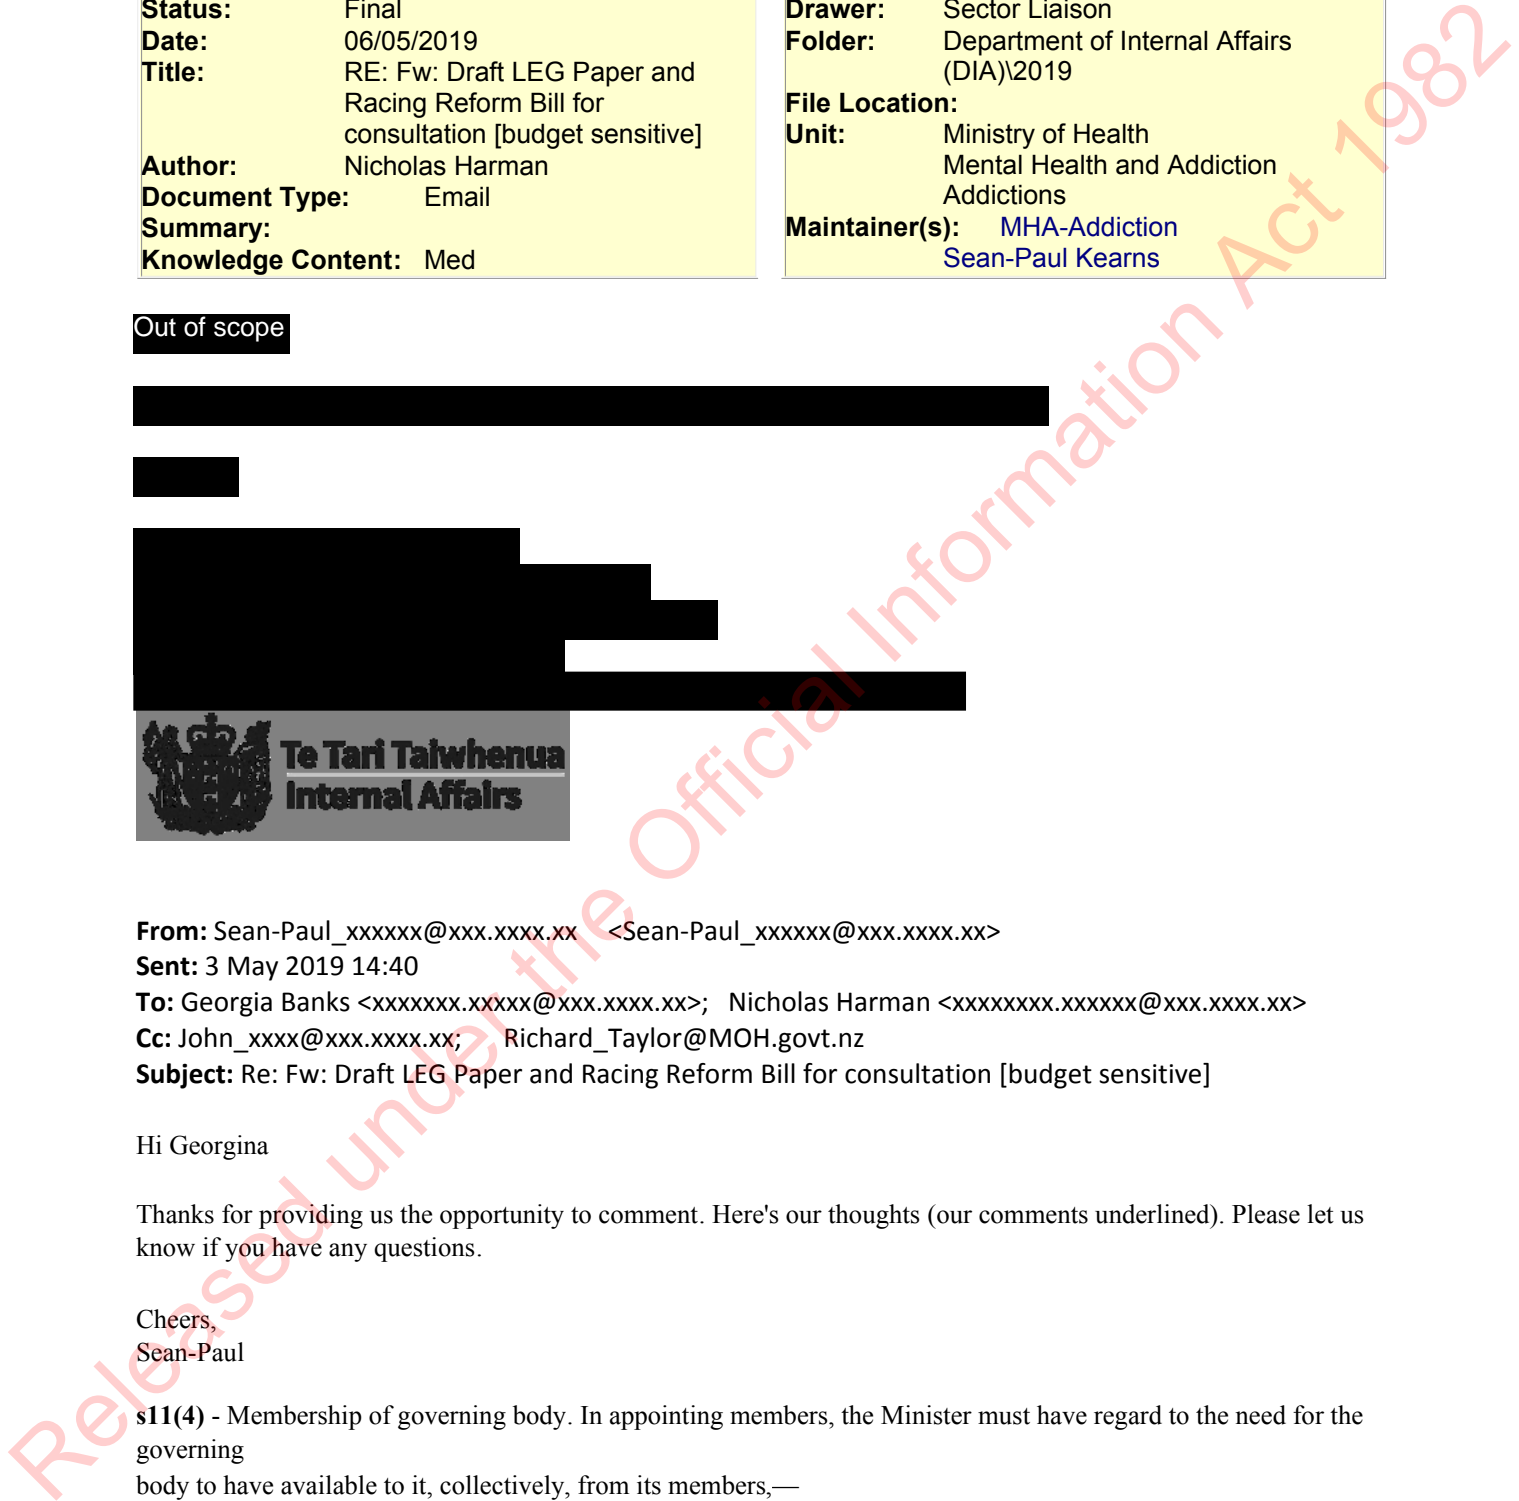 Status: Final
Date: 06/05/2019
Title: RE: Fw: Draft LEG Paper and
Racing Reform Bill for
consultation [budget sensitive]
Author: Nicholas Harman
Document Type: Email
Summary:
Knowledge Content: Med
Drawer: Sector Liaison
Folder: Department of Internal Affairs
(DIA)\2019
File Location:
Unit: Ministry of Health
Mental Health and Addiction
Addictions
Maintainer(s): MHA-Addiction
Sean-Paul Kearns
Out of scope
Te Tari Taiwhenua
Internal Affairs
From: Sean-Paul_xxxxxx@xxx.xxxx.xx <Sean-Paul_xxxxxx@xxx.xxxx.xx>
Sent: 3 May 2019 14:40
To: Georgia Banks <xxxxxxx.xxxxx@xxx.xxxx.xx>; Nicholas Harman <xxxxxxxx.xxxxxx@xxx.xxxx.xx>
Cc: John_xxxx@xxx.xxxx.xx; Richard_Taylor@MOH.govt.nz
Subject: Re: Fw: Draft LEG Paper and Racing Reform Bill for consultation [budget sensitive]
Hi Georgina
Thanks for providing us the opportunity to comment. Here's our thoughts (our comments underlined). Please let us
know if you have any questions.
Cheers,
Sean-Paul
s11(4) - Membership of governing body. In appointing members, the Minister must have regard to the need for the
governing
body to have available to it, collectively, from its members,—
Released under the Official Information Act 1982